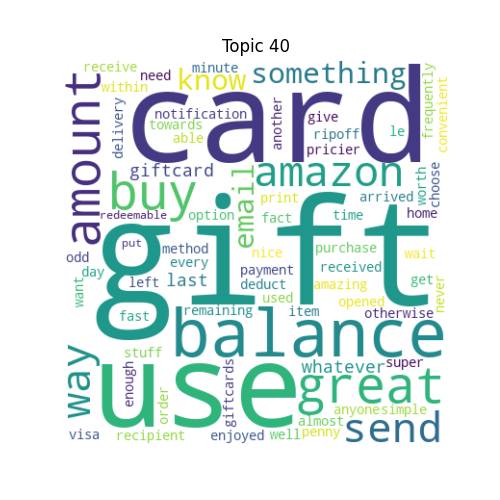 Topic 40
receive
minute
something
within
need
know
card
frequently
convenient
delivery
notification
another
give
towards
able
ripoff
le
pricier
amount
giftcard
amazon
worth
choose
buy
email
print
arrived
redeemable
option
fact
time
home
gift
put
method
every
nice
purchase
wait
odd
day
left
last
payment
received
get
want
deduct
amazing
used
opened
never
fast
remaining
item
otherwise
balance
way
stuff
whatever
super
use
enough
order
giftcards
great
anyone
simple
almost
penny
send
visa
recipient
enjoyed
well